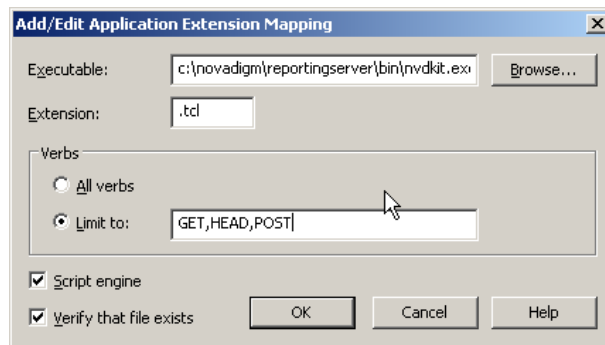 Add/Edit Application Extension Mapping
Executable: c:\novadigm\reportingserver\bin\nvdkit.exe Browse...
Extension: .tcl
Verbs
All verbs
Limit to: GET,HEAD,POST
Script engine
Verify that file exists OK Cancel Help